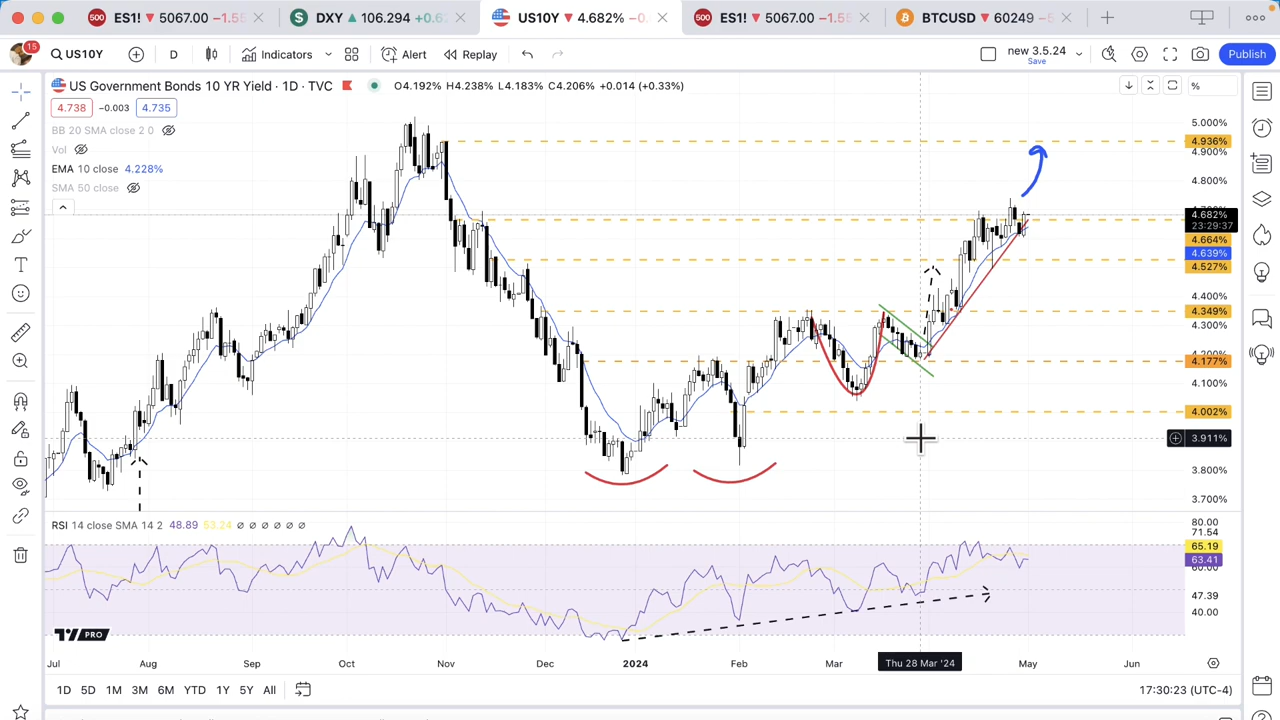 500 ES1! ▼ 5067.00 −1.55
S DXY ▲ 106.294 +0.62
US10Y ▼ 4.682% −0.
500 ES1! ▼ 5067.00 −1.55
BTCUSD ▼ 60249 −5
15
US10Y
D
Indicators
Alert
Replay
new 3.5.24
Save
Publish
US Government Bonds 10 YR Yield · 1D · TVC
O4.192% H4.238% L4.183% C4.206% +0.014 (+0.33%)
%
4.738 −0.003 4.735
BB 20 SMA close 2 0
Vol
EMA 10 close 4.228%
SMA 50 close
5.000%
4.936%
4.900%
4.800%
4.682%
23:29:37
4.664%
4.639%
4.527%
4.400%
4.349%
4.300%
4.177%
4.100%
4.002%
3.911%
3.800%
3.700%
RSI 14 close SMA 14 2 48.89 53.24 ø ø ø ø ø ø
80.00
71.54
65.19
63.41
60.00
47.39
40.00
PRO
Jul Aug Sep Oct Nov Dec 2024 Feb Mar Thu 28 Mar '24 May Jun
1D 5D 1M 3M 6M YTD 1Y 5Y All
17:30:23 (UTC-4)